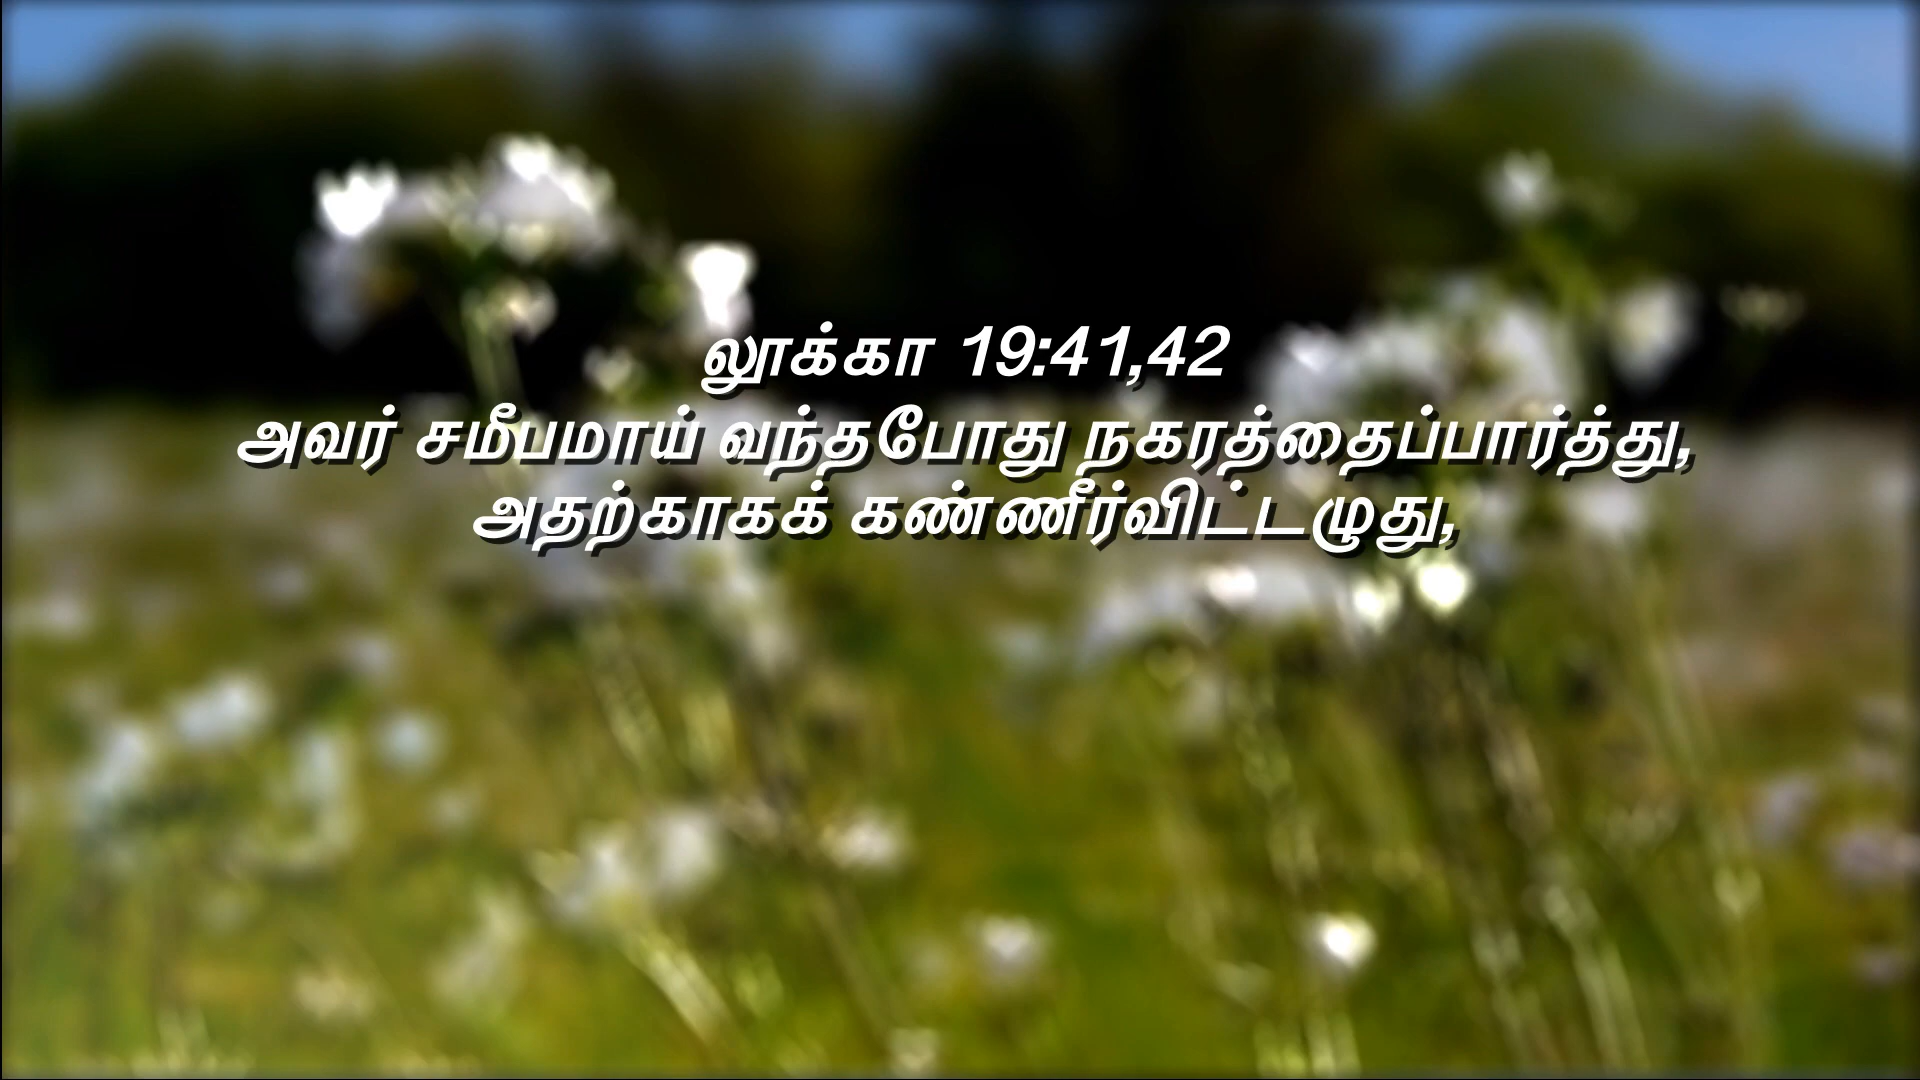 லூக்கா 19:41,42
அவர் சமீபமாய் வந்தபோது நகரத்தைப்பார்த்து,
அதற்காகக் கண்ணீர்விட்டழுது,